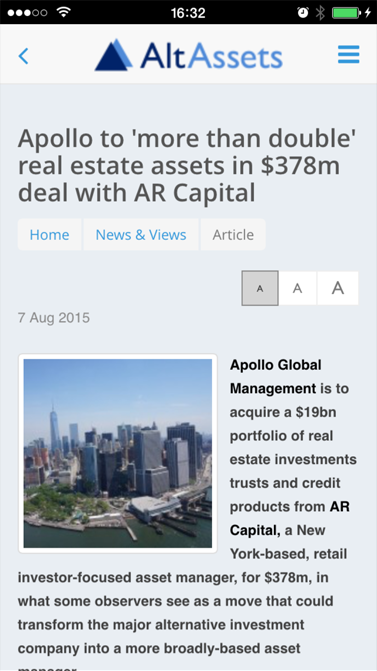 16:32
AltAssets
Apollo to 'more than double'
real estate assets in $378m
deal with AR Capital
Home News & Views Article
A A A
7 Aug 2015
Apollo Global
Management is to
acquire a $19bn
portfolio of real
estate investments
trusts and credit
products from AR
Capital, a New
York-based, retail
investor-focused asset manager, for $378m, in
what some observers see as a move that could
transform the major alternative investment
company into a more broadly-based asset